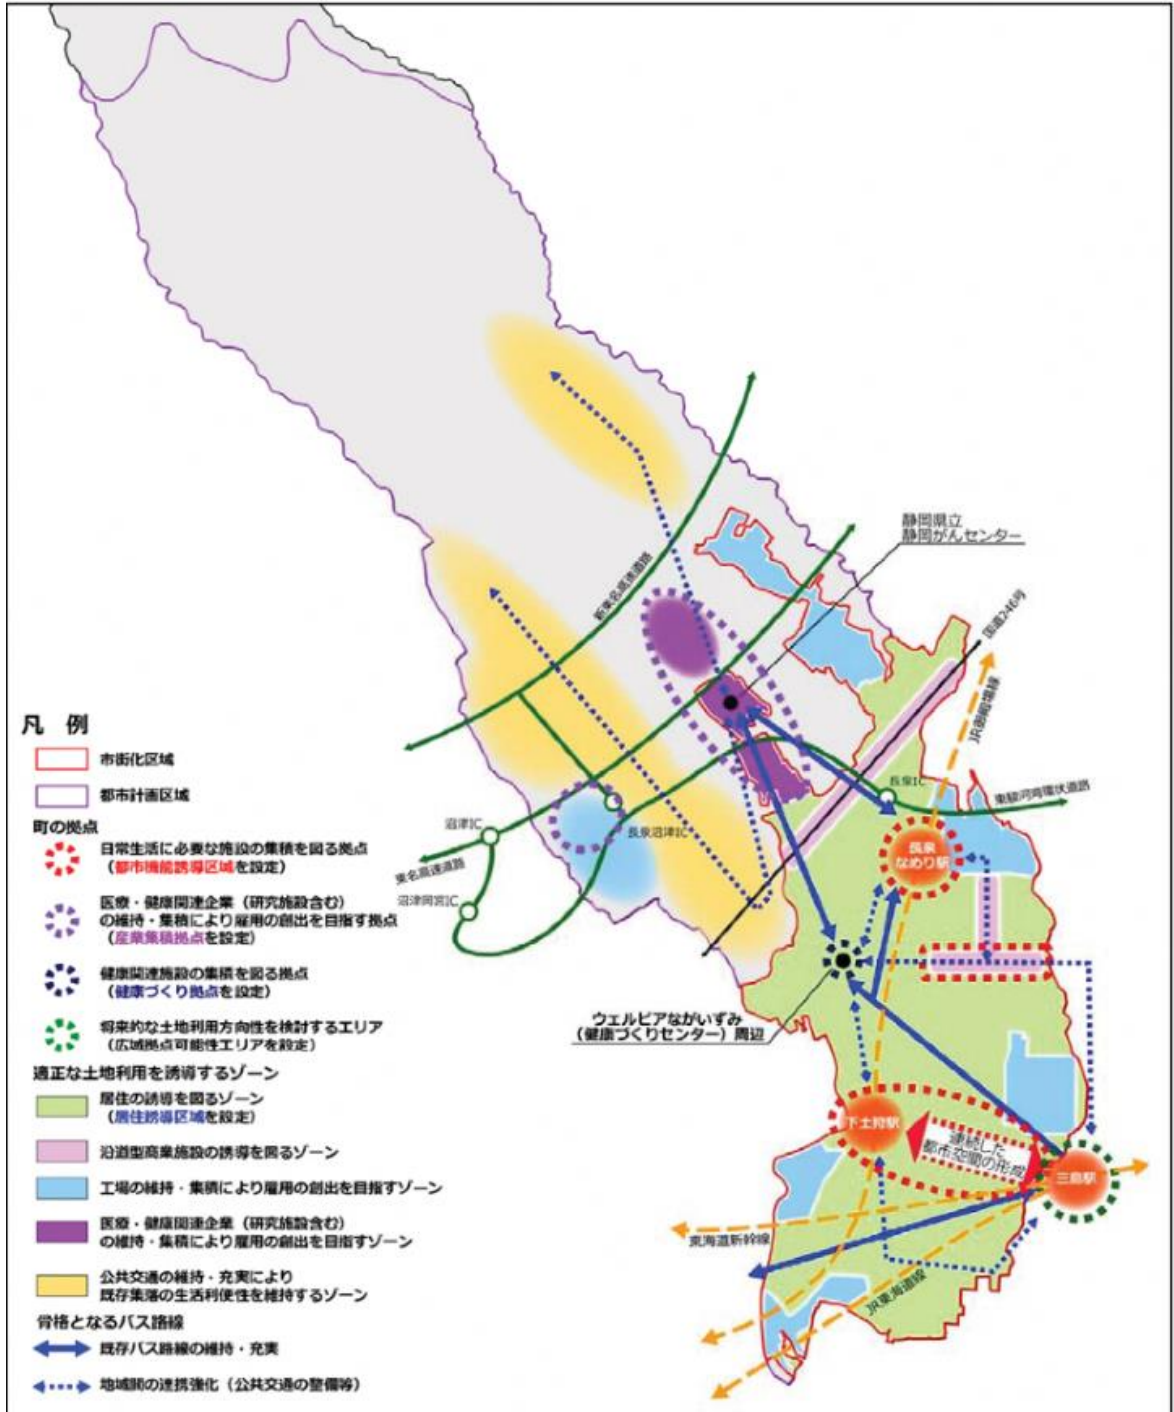 静岡県立
静岡がんセンター
新東名高速道路
国道246号
JR御殿場線
長泉IC
東駿河湾環状道路
長泉
なめり駅
沼津IC
長泉沼津IC
東名高速道路
沼津岡宮IC
ウェルピアながいずみ
(健康づくりセンター)周辺
下土狩駅
連続した
都市空間の形成
三島駅
東海道新幹線
JR東海道線
凡 例
市街化区域
都市計画区域
町の拠点
日常生活に必要な施設の集積を図る拠点
(都市機能誘導区域を設定)
医療・健康関連企業(研究施設含む)
の維持・集積により雇用の創出を目指す拠点
(産業集積拠点を設定)
健康関連施設の集積を図る拠点
(健康づくり拠点を設定)
将来的な土地利用方向性を検討するエリア
(広域拠点可能性エリアを設定)
適正な土地利用を誘導するゾーン
居住の誘導を図るゾーン
(居住誘導区域を設定)
沿道型商業施設の誘導を図るゾーン
工場の維持・集積により雇用の創出を目指すゾーン
医療・健康関連企業(研究施設含む)
の維持・集積により雇用の創出を目指すゾーン
公共交通の維持・充実により
既存集落の生活利便性を維持するゾーン
骨格となるバス路線
既存バス路線の維持・充実
地域間の連携強化(公共交通の整備等)